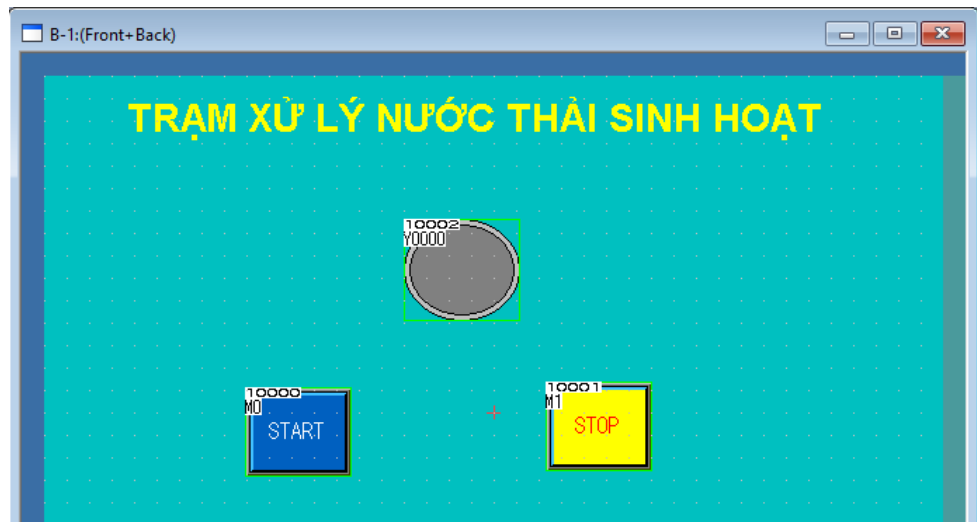 B-1:(Front+Back)
TRẠM XỬ LÝ NƯỚC THẢI SINH HOẠT
10002
Y0000
10000
M0
START
10001
M1
STOP